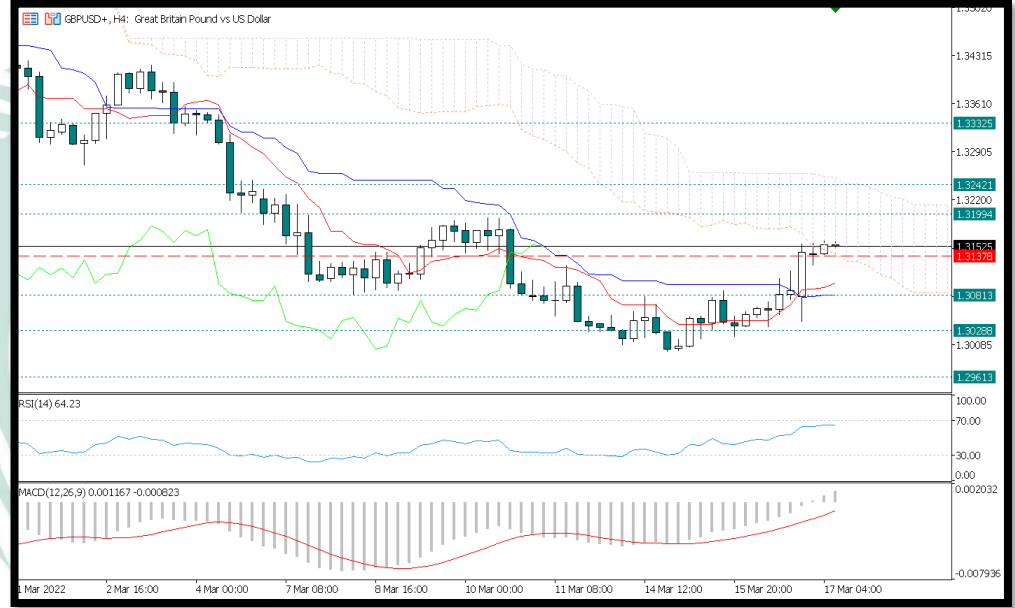 GBPUSD+, H4: Great Britain Pound vs US Dollar
1.34315
1.33610
1.33325
1.32905
1.32421
1.32200
1.31994
1.31525
1.31378
1.30813
1.30288
1.30085
1.29613
RSI(14) 64.23
100.00
70.00
30.00
0.00
MACD(12,26,9) 0.001167 -0.000823
0.002032
-0.007936
1 Mar 2022
2 Mar 16:00
4 Mar 00:00
7 Mar 08:00
8 Mar 16:00
10 Mar 00:00
11 Mar 08:00
14 Mar 12:00
15 Mar 20:00
17 Mar 04:00